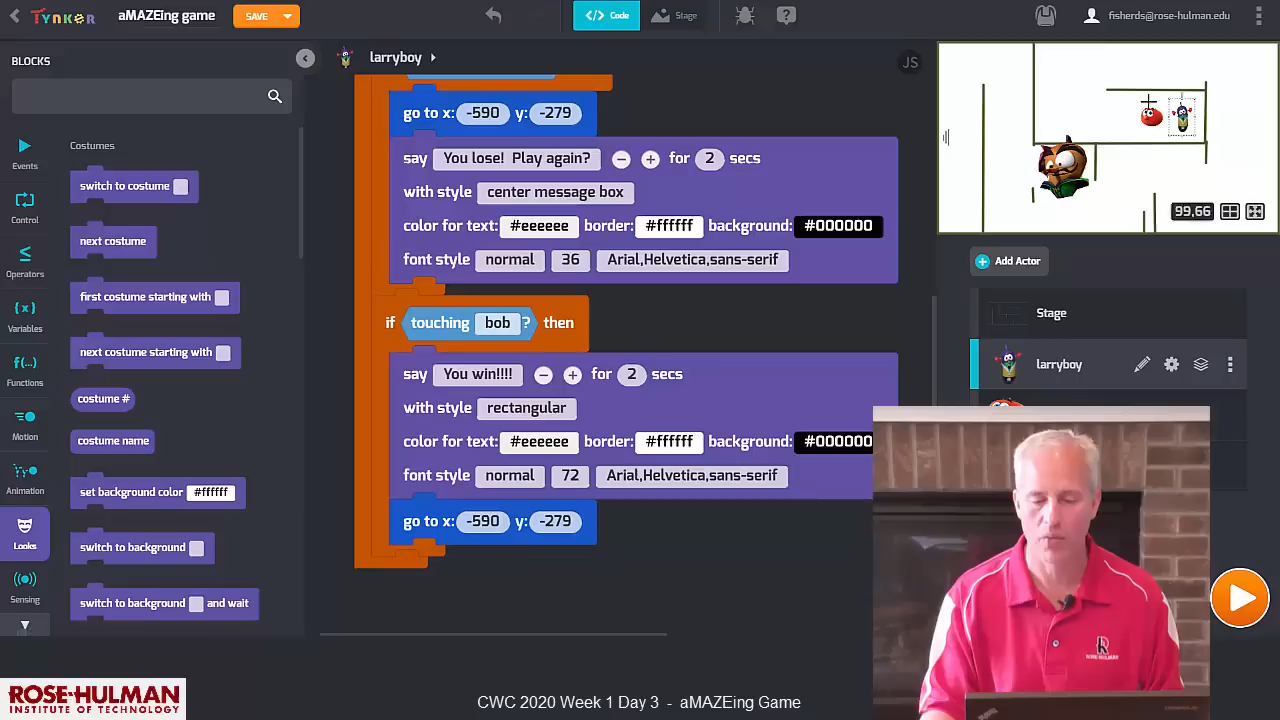 Tynker
aMAZEing game
SAVE
</> Code
Stage
fisherds@rose-hulman.edu
BLOCKS
larryboy
JS
Events
Control
Operators
Variables
Functions
Motion
Animation
Looks
Sensing
Costumes
switch to costume
next costume
first costume starting with
next costume starting with
costume #
costume name
set background color #ffffff
switch to background
switch to background and wait
go to x: -590 y: -279
say You lose! Play again? − + for 2 secs
with style center message box
color for text: #eeeeee border: #ffffff background: #000000
font style normal 36 Arial,Helvetica,sans-serif
if touching bob ? then
say You win!!!! − + for 2 secs
with style rectangular
color for text: #eeeeee border: #ffffff background: #000000
font style normal 72 Arial,Helvetica,sans-serif
go to x: -590 y: -279
99,66
Add Actor
Stage
larryboy
ROSE-HULMAN
ROSE-HULMAN
INSTITUTE OF TECHNOLOGY
CWC 2020 Week 1 Day 3 - aMAZEing Game